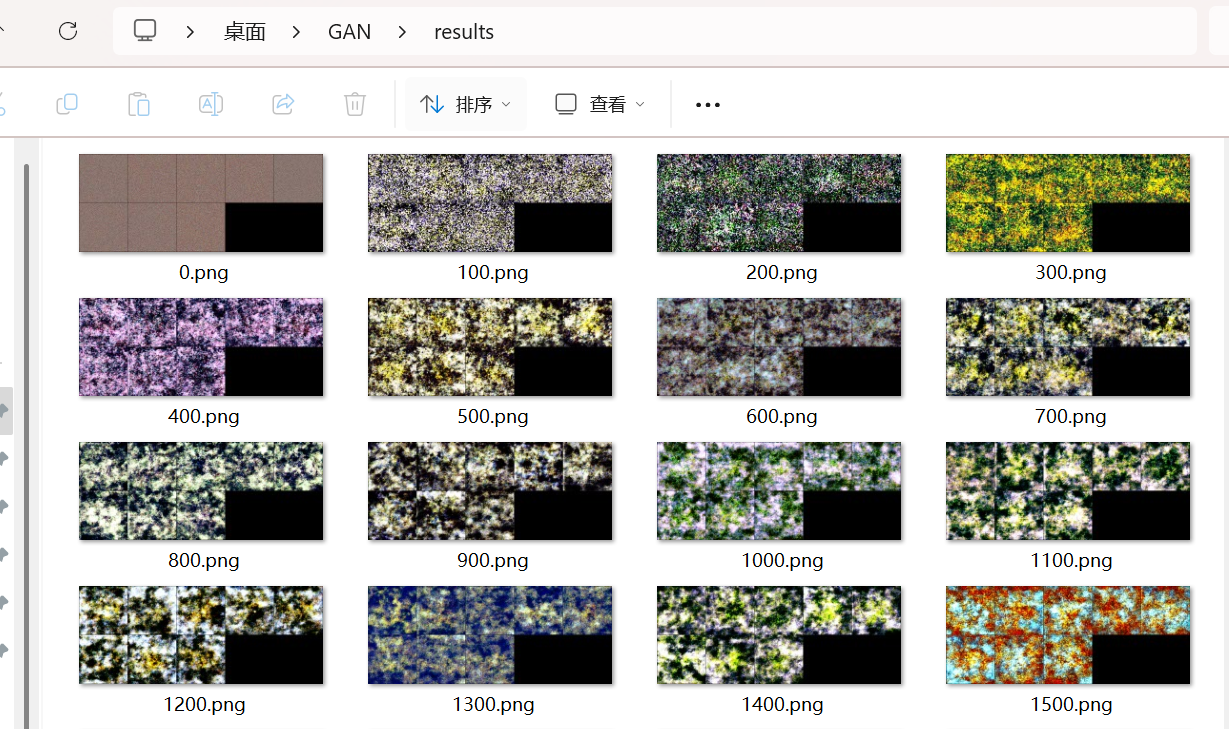 桌面 GAN results
排序 查看
0.png 100.png 200.png 300.png
400.png 500.png 600.png 700.png
800.png 900.png 1000.png 1100.png
1200.png 1300.png 1400.png 1500.png